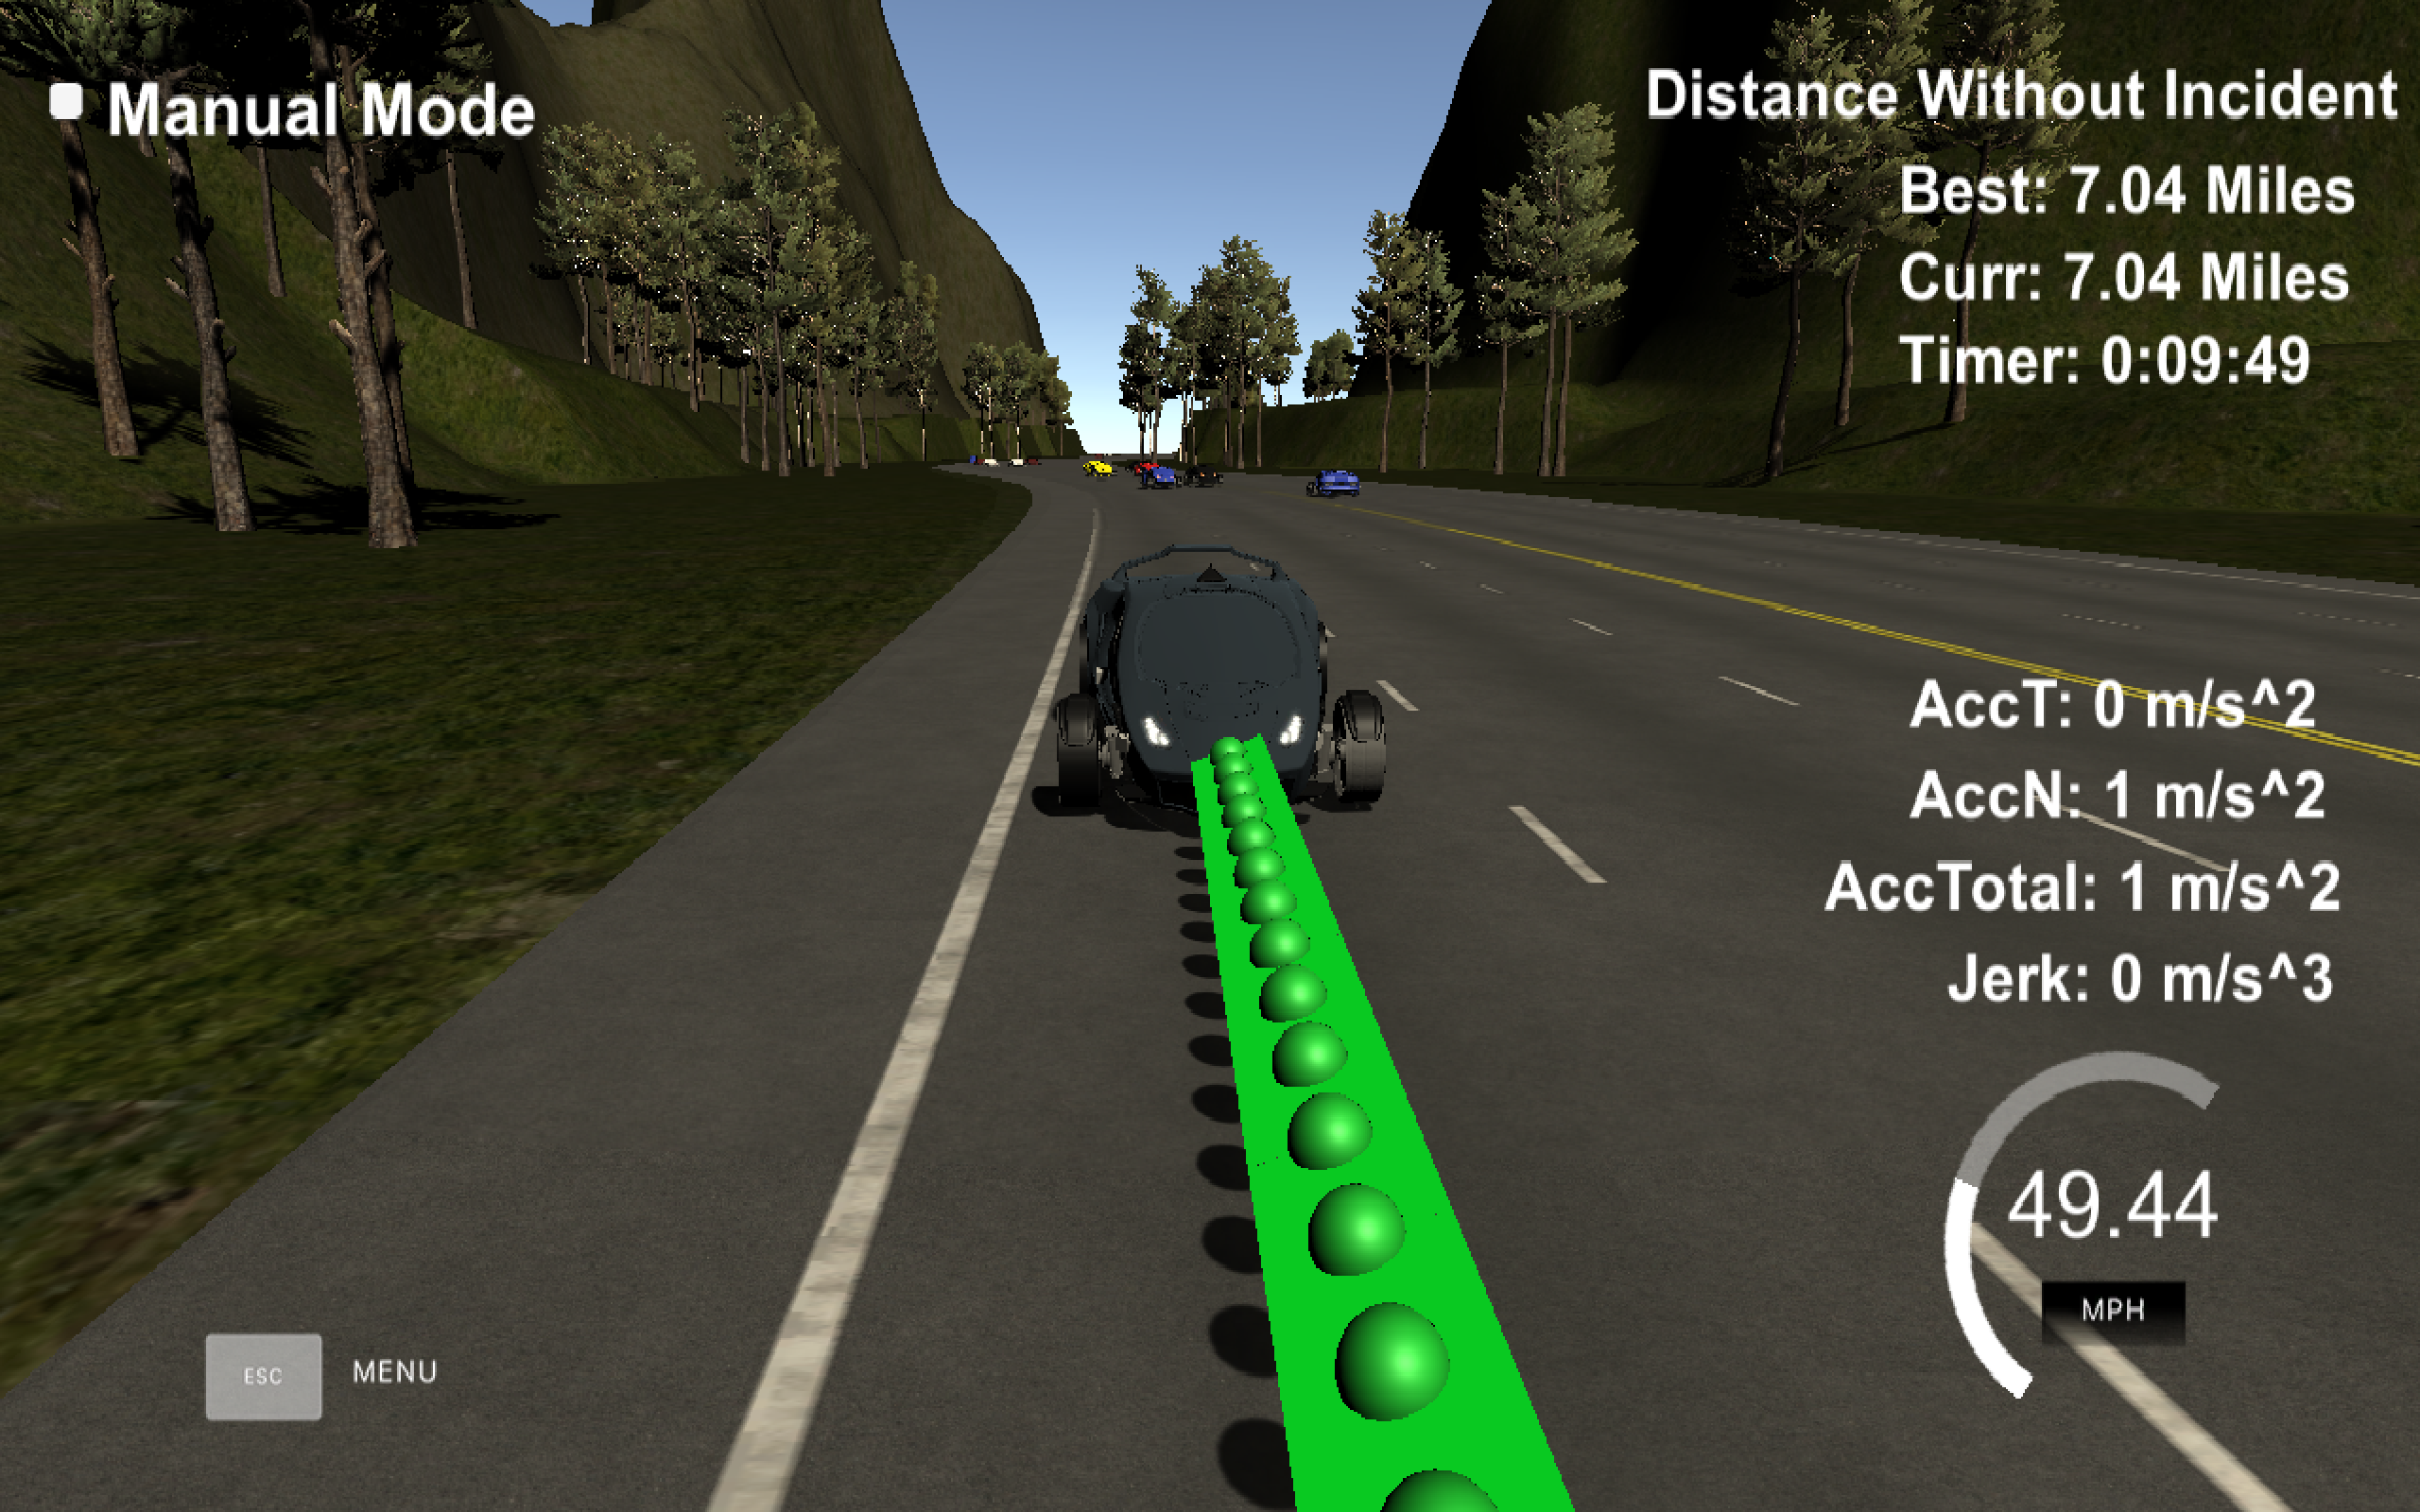 Manual Mode
Distance Without Incident
Best: 7.04 Miles
Curr: 7.04 Miles
Timer: 0:09:49
AccT: 0 m/s^2
AccN: 1 m/s^2
AccTotal: 1 m/s^2
Jerk: 0 m/s^3
49.44
MPH
ESC MENU